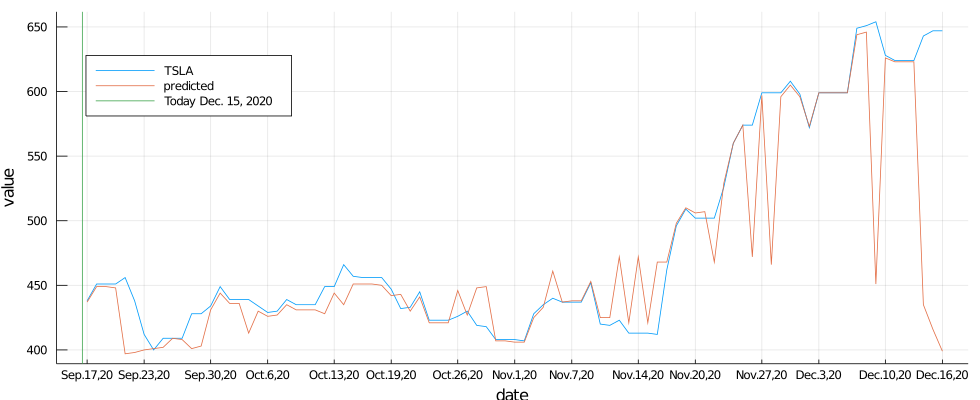 650
600
550
500
450
400
value
TSLA
predicted
Today Dec. 15, 2020
Sep.17,20 Sep.23,20 Sep.30,20 Oct.6,20 Oct.13,20 Oct.19,20 Oct.26,20 Nov.1,20 Nov.7,20 Nov.14,20 Nov.20,20 Nov.27,20 Dec.3,20 Dec.10,20 Dec.16,20
date